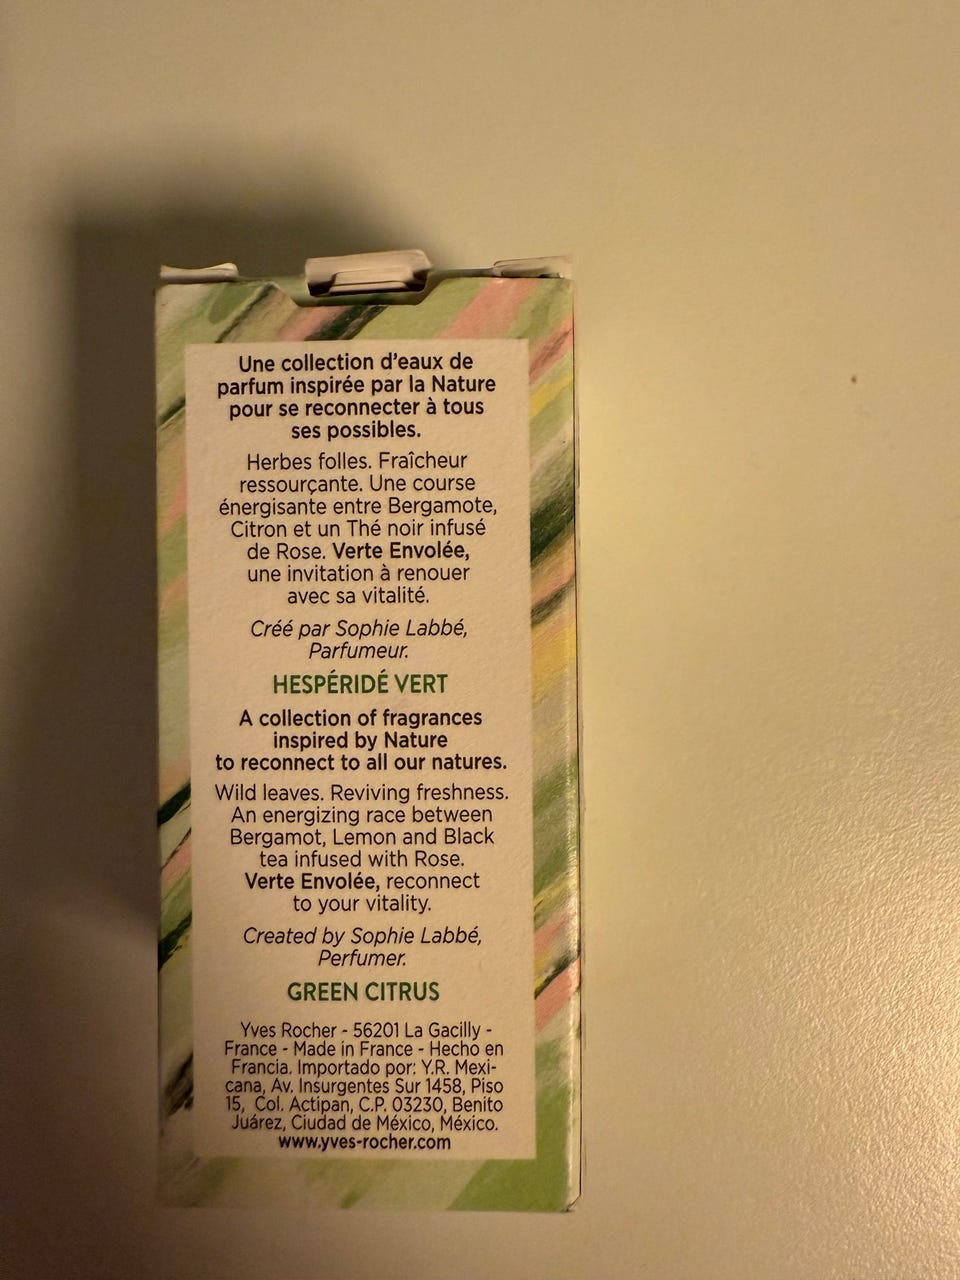 Une collection d'eaux de
parfum inspirée par la Nature
pour se reconnecter à tous
ses possibles.
Herbes folles. Fraîcheur
ressourçante. Une course
énergisante entre Bergamote,
Citron et un Thé noir infusé
de Rose. Verte Envolée,
une invitation à renouer
avec sa vitalité.
Créé par Sophie Labbé,
Parfumeur.
HESPÉRIDÉ VERT
A collection of fragrances
inspired by Nature
to reconnect to all our natures.
Wild leaves. Reviving freshness.
An energizing race between
Bergamot, Lemon and Black
tea infused with Rose.
Verte Envolée, reconnect
to your vitality.
Created by Sophie Labbé,
Perfumer.
GREEN CITRUS
Yves Rocher - 56201 La Gacilly -
France - Made in France - Hecho en
Francia. Importado por: Y.R. Mexi-
cana, Av. Insurgentes Sur 1458, Piso
15, Col. Actipan, C.P. 03230, Benito
Juárez, Ciudad de México, México.
www.yves-rocher.com